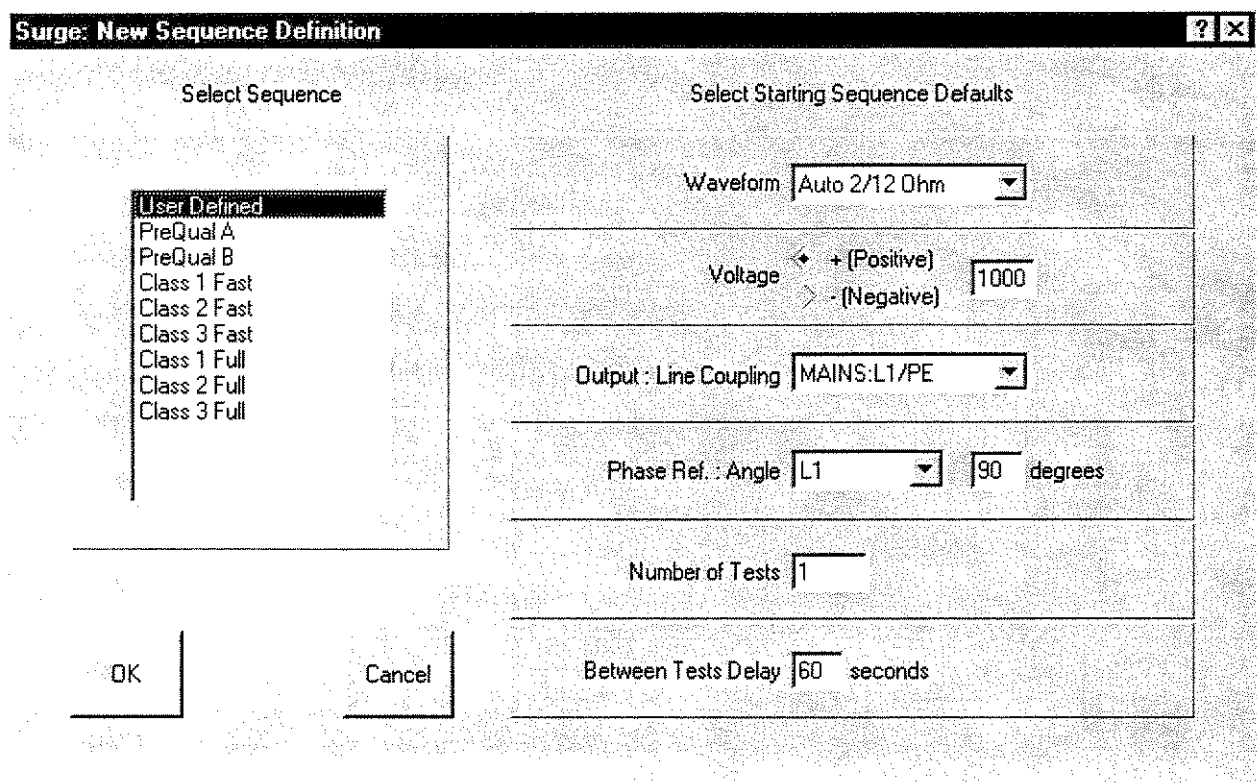 Surge: New Sequence Definition
Select Sequence
User Defined
PreQual A
PreQual B
Class 1 Fast
Class 2 Fast
Class 3 Fast
Class 1 Full
Class 2 Full
Class 3 Full
OK
Cancel
Select Starting Sequence Defaults
Waveform Auto 2/12 Ohm
Voltage + (Positive) 1000
- (Negative)
Output : Line Coupling MAINS:L1/PE
Phase Ref. : Angle L1 90 degrees
Number of Tests 1
Between Tests Delay 60 seconds